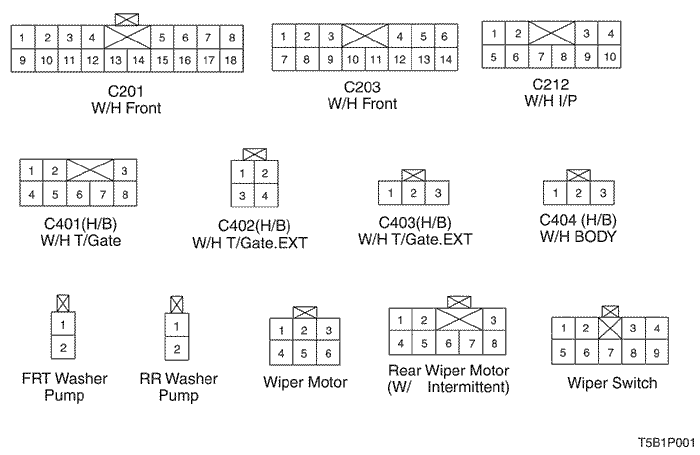 1 2 3 4 5 6 7 8
9 10 11 12 13 14 15 16 17 18
C201
W/H Front
1 2 3 4 5 6
7 8 9 10 11 12 13 14
C203
W/H Front
1 2 3 4
5 6 7 8 9 10
C212
W/H I/P
1 2 3
4 5 6 7 8
C401(H/B)
W/H T/Gate
1 2
3 4
C402(H/B)
W/H T/Gate.EXT
1 2 3
C403(H/B)
W/H T/Gate.EXT
1 2 3
C404 (H/B)
W/H BODY
1
2
FRT Washer
Pump
1
2
RR Washer
Pump
1 2 3
4 5 6
Wiper Motor
1 2 3
4 5 6 7 8
Rear Wiper Motor
(W/ Intermittent)
1 2 3 4
5 6 7 8 9
Wiper Switch
T5B1P001